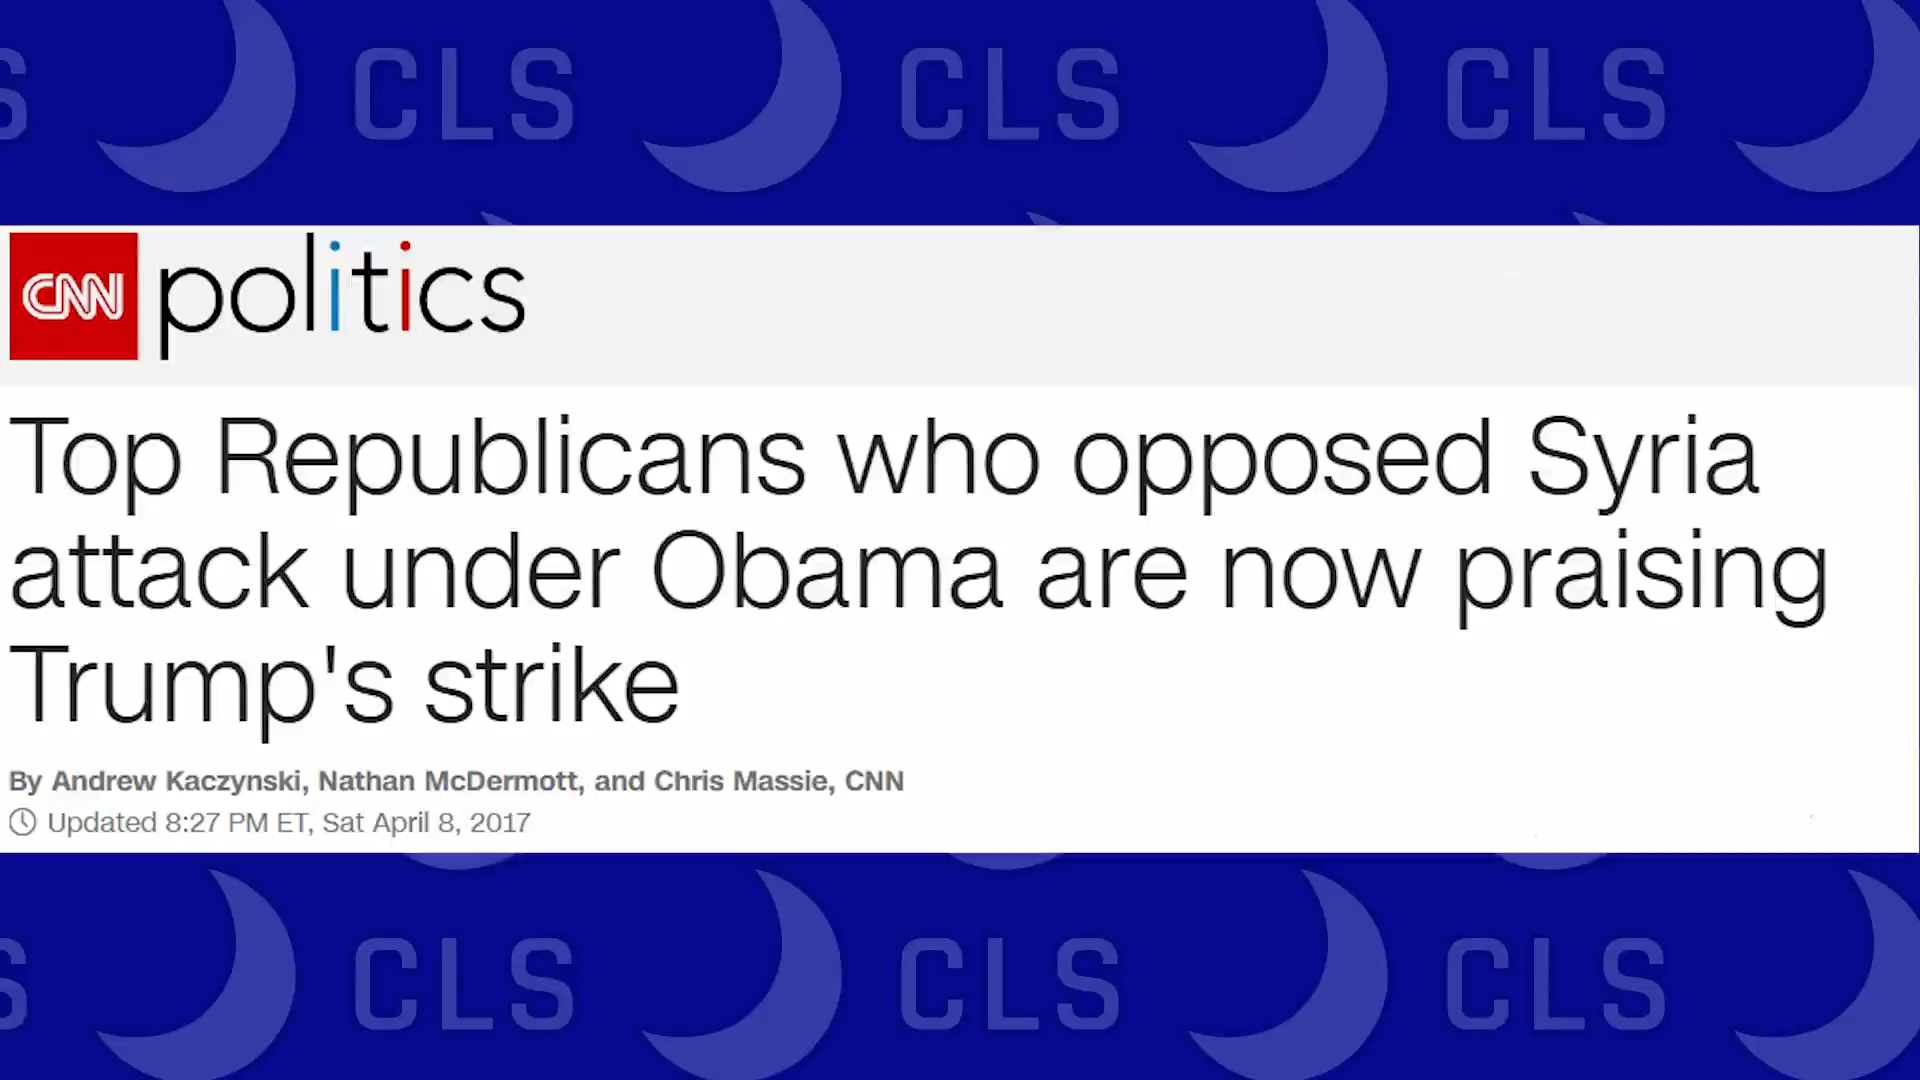 S CLS CLS CLS
CNN politics
Top Republicans who opposed Syria
attack under Obama are now praising
Trump's strike
By Andrew Kaczynski, Nathan McDermott, and Chris Massie, CNN
Updated 8:27 PM ET, Sat April 8, 2017
S CLS CLS CLS